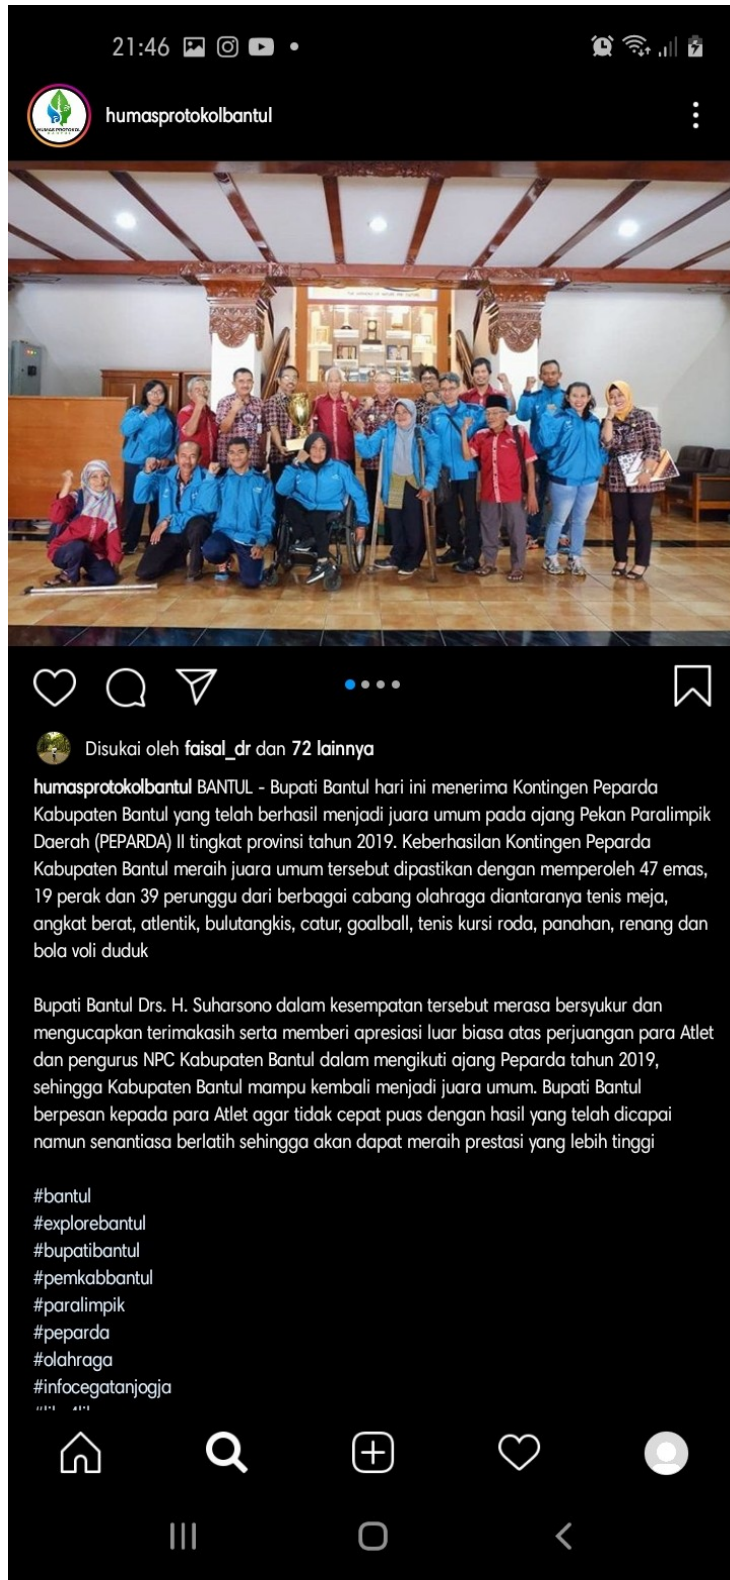 21:46
humasprotokolbantul
Disukai oleh faisal_dr dan 72 lainnya
humasprotokolbantul BANTUL - Bupati Bantul hari ini menerima Kontingen Peparda
Kabupaten Bantul yang telah berhasil menjadi juara umum pada ajang Pekan Paralimpik
Daerah (PEPARDA) II tingkat provinsi tahun 2019. Keberhasilan Kontingen Peparda
Kabupaten Bantul meraih juara umum tersebut dipastikan dengan memperoleh 47 emas,
19 perak dan 39 perunggu dari berbagai cabang olahraga diantaranya tenis meja,
angkat berat, atlentik, bulutangkis, catur, goalball, tenis kursi roda, panahan, renang dan
bola voli duduk
Bupati Bantul Drs. H. Suharsono dalam kesempatan tersebut merasa bersyukur dan
mengucapkan terimakasih serta memberi apresiasi luar biasa atas perjuangan para Atlet
dan pengurus NPC Kabupaten Bantul dalam mengikuti ajang Peparda tahun 2019,
sehingga Kabupaten Bantul mampu kembali menjadi juara umum. Bupati Bantul
berpesan kepada para Atlet agar tidak cepat puas dengan hasil yang telah dicapai
namun senantiasa berlatih sehingga akan dapat meraih prestasi yang lebih tinggi
#bantul
#explorebantul
#bupatibantul
#pemkabbantul
#paralimpik
#peparda
#olahraga
#infocegatanjogja